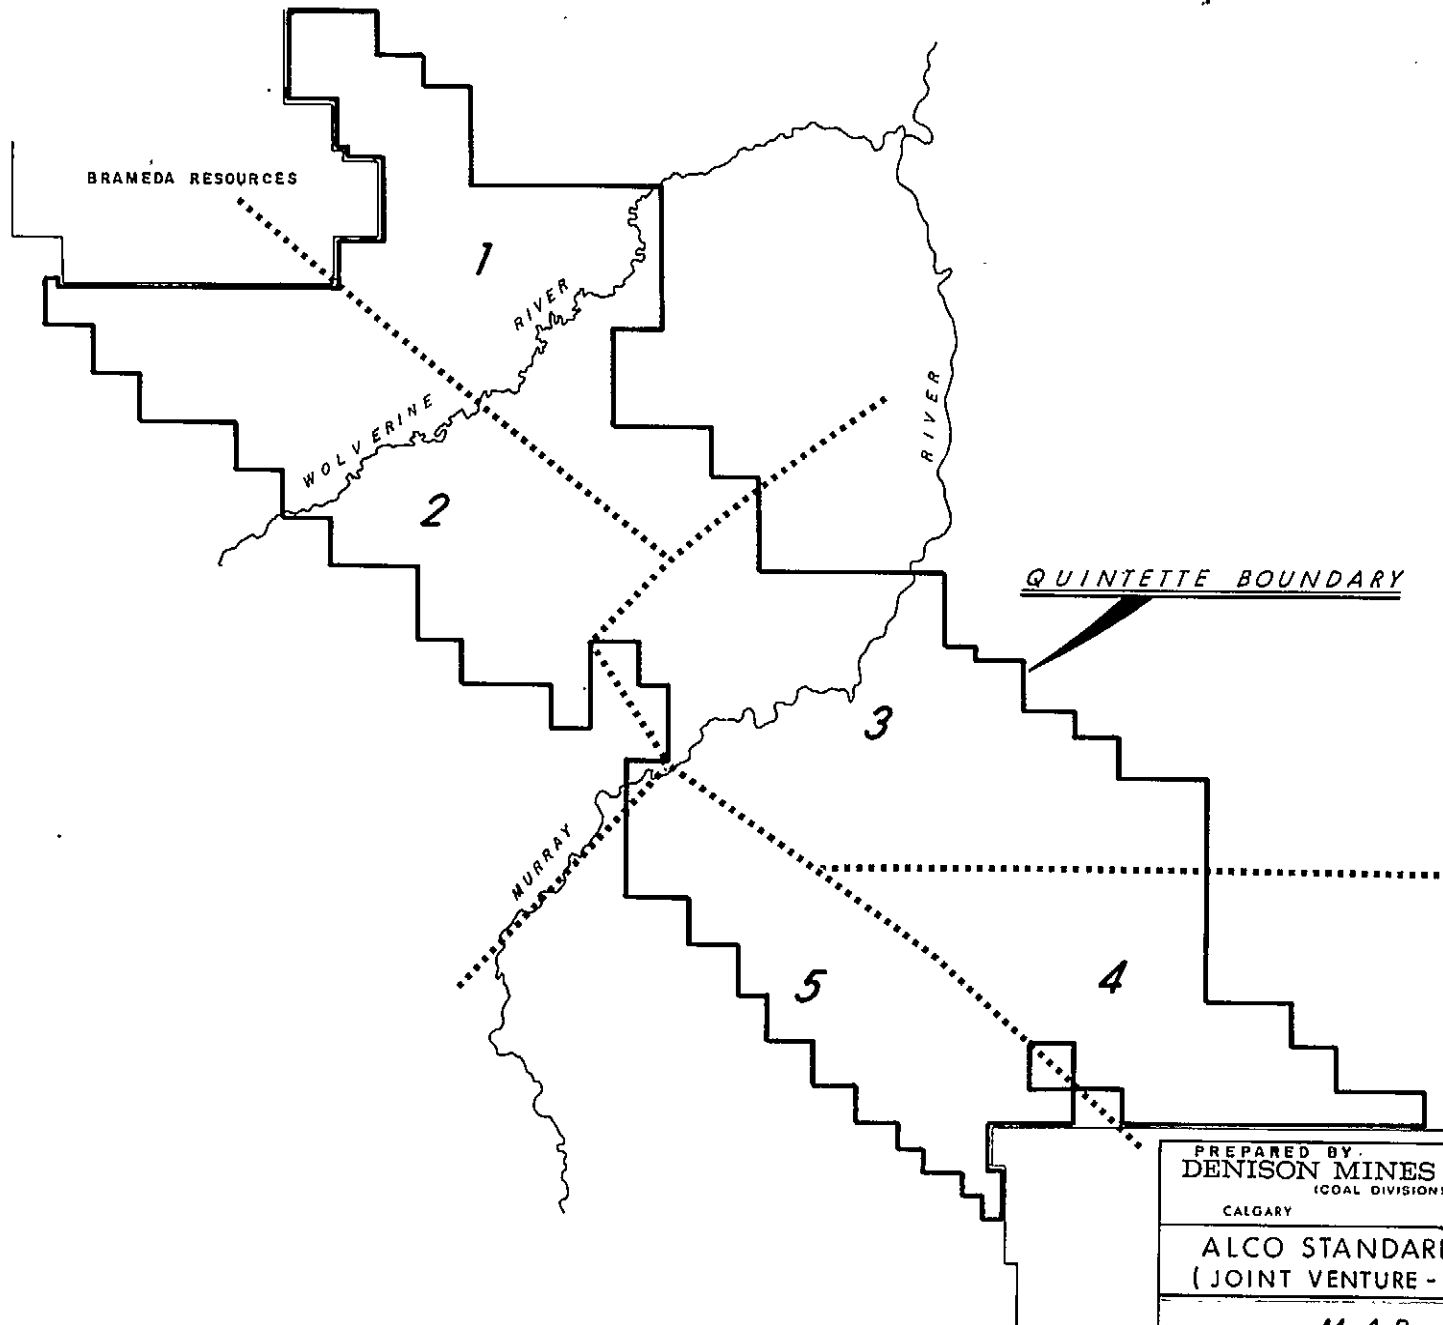 BRAMEDA RESOURCES
1
RIVER
WOLVERINE
RIVER
2
QUINTETTE BOUNDARY
3
MURRAY
5
4
PREPARED BY.
DENISON MINES
(COAL DIVISION)
CALGARY
ALCO STANDARD
( JOINT VENTURE -
MAP